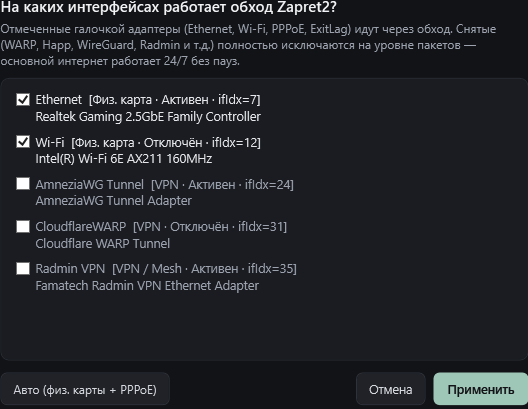 На каких интерфейсах работает обход Zapret2?
Отмеченные галочкой адаптеры (Ethernet, Wi-Fi, PPPoE, ExitLag) идут через обход. Снятые
(WARP, Happ, WireGuard, Radmin и т.д.) полностью исключаются на уровне пакетов —
основной интернет работает 24/7 без пауз.
Ethernet [Физ. карта · Активен · ifIdx=7]
Realtek Gaming 2.5GbE Family Controller
Wi-Fi [Физ. карта · Отключён · ifIdx=12]
Intel(R) Wi-Fi 6E AX211 160MHz
AmneziaWG Tunnel [VPN · Активен · ifIdx=24]
AmneziaWG Tunnel Adapter
CloudflareWARP [VPN · Отключён · ifIdx=31]
Cloudflare WARP Tunnel
Radmin VPN [VPN / Mesh · Активен · ifIdx=35]
Famatech Radmin VPN Ethernet Adapter
Авто (физ. карты + PPPoE)
Отмена
Применить